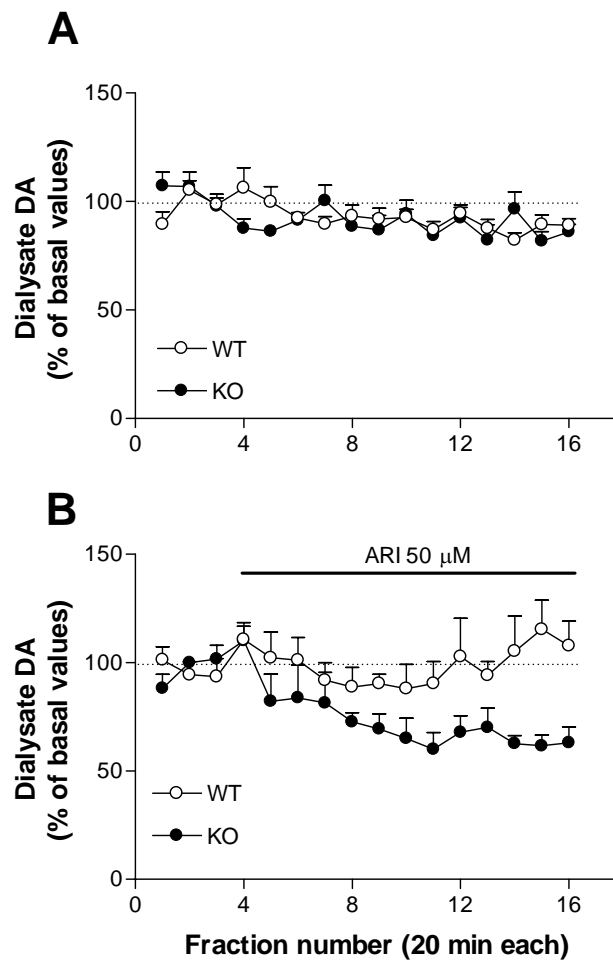 A
150
100
50
0
Dialysate DA
(% of basal values)
WT
KO
0 4 8 12 16
B
ARI 50 μM
150
100
50
0
Dialysate DA
(% of basal values)
WT
KO
0 4 8 12 16
Fraction number (20 min each)